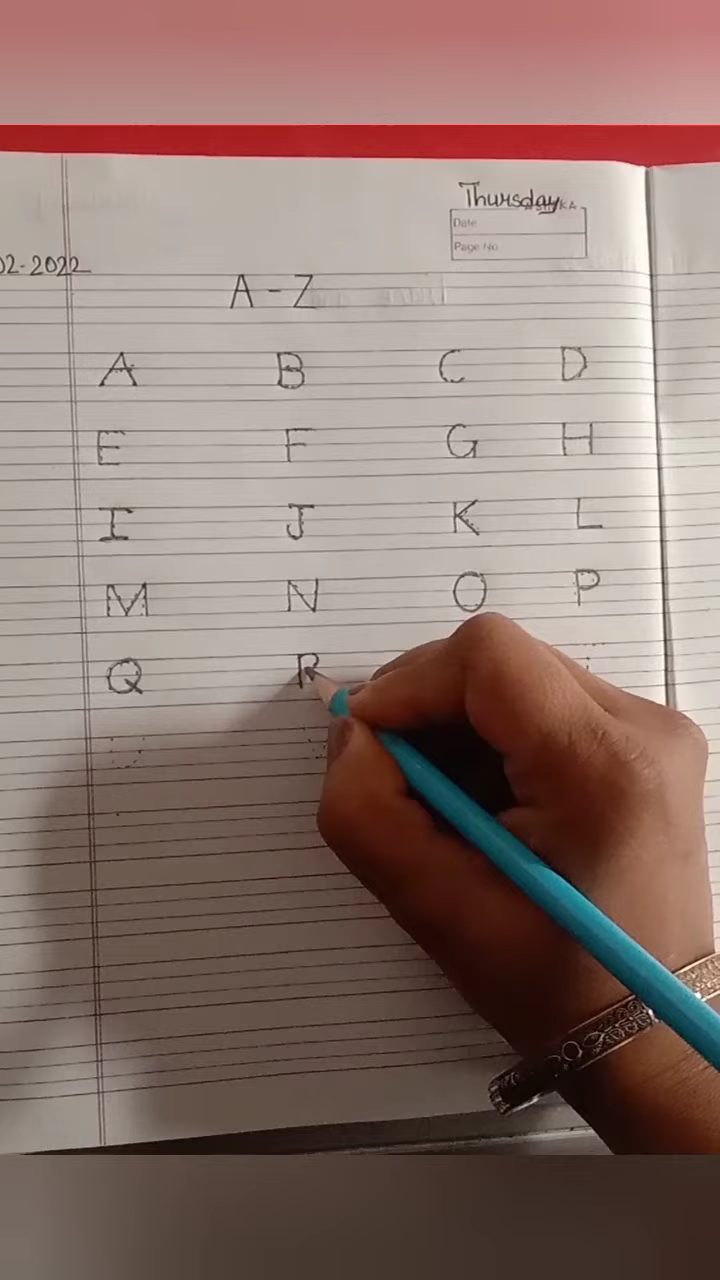 Thursday
Date
Page No.
02-2022
A - Z
A B C D
E F G H
I J K L
M N O P
Q R